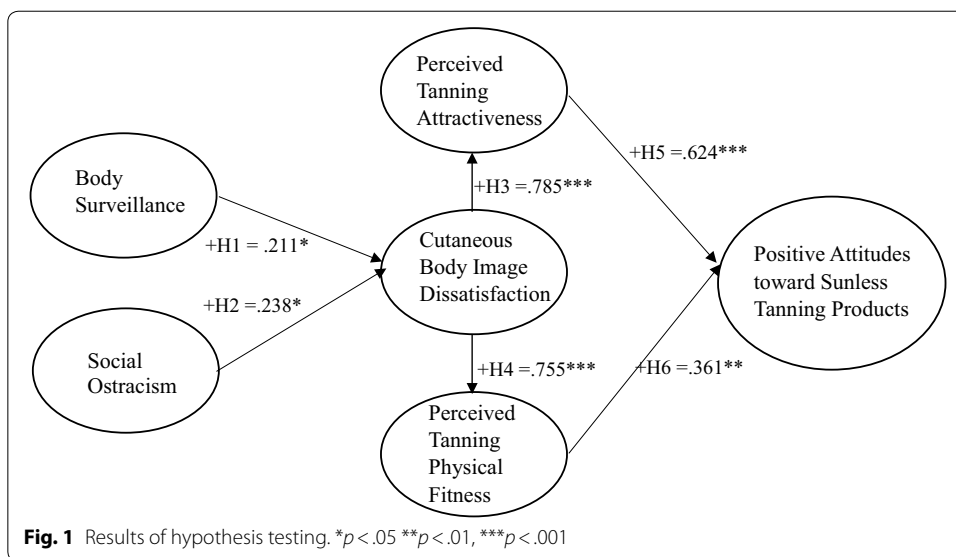 Perceived
Tanning
Attractiveness
+H5 =.624***
Body
Surveillance
+H3 =.785***
+H1 = .211*
Cutaneous
Body Image
Dissatisfaction
Positive Attitudes
toward Sunless
Tanning Products
+H2 =.238*
Social
Ostracism
+H4 =.755***
+H6 =.361**
Perceived
Tanning
Physical
Fitness
Fig. 1 Results of hypothesis testing. *p < .05 **p < .01, ***p < .001